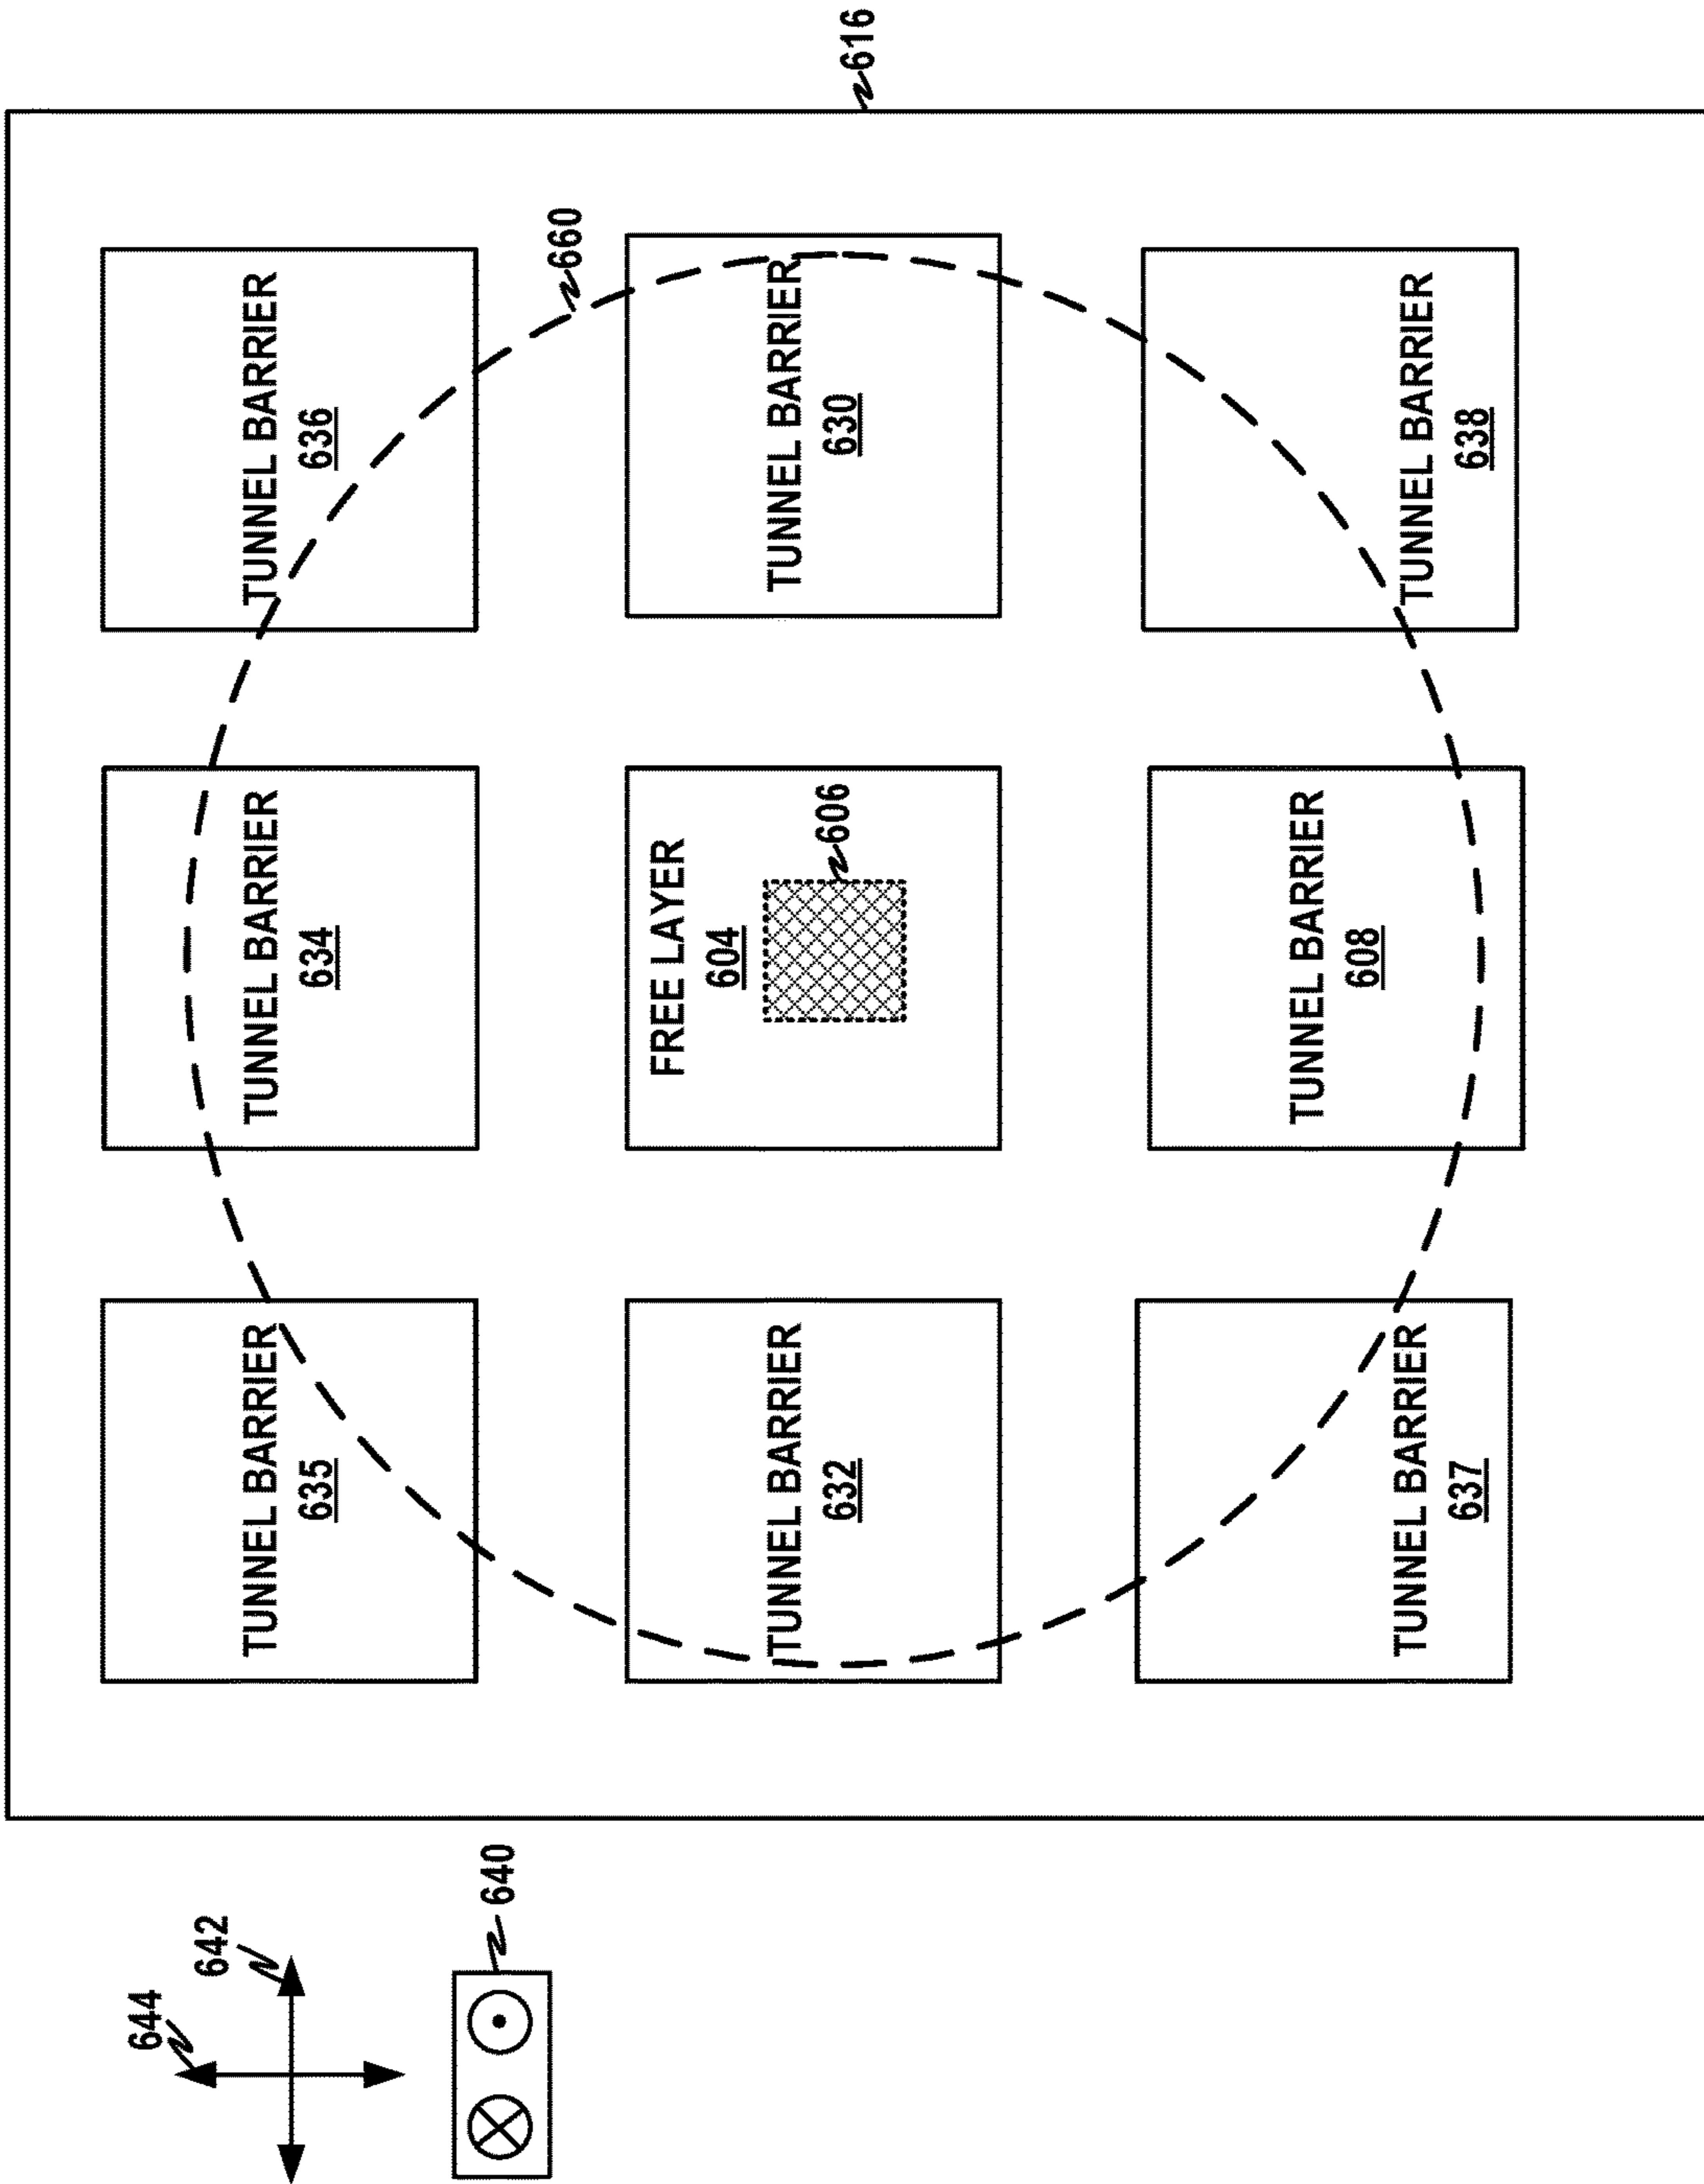 644
642
640
TUNNEL BARRIER
635
TUNNEL BARRIER
634
TUNNEL BARRIER
636
660
TUNNEL BARRIER
632
FREE LAYER
604
606
TUNNEL BARRIER
630
616
TUNNEL BARRIER
637
TUNNEL BARRIER
608
TUNNEL BARRIER
638